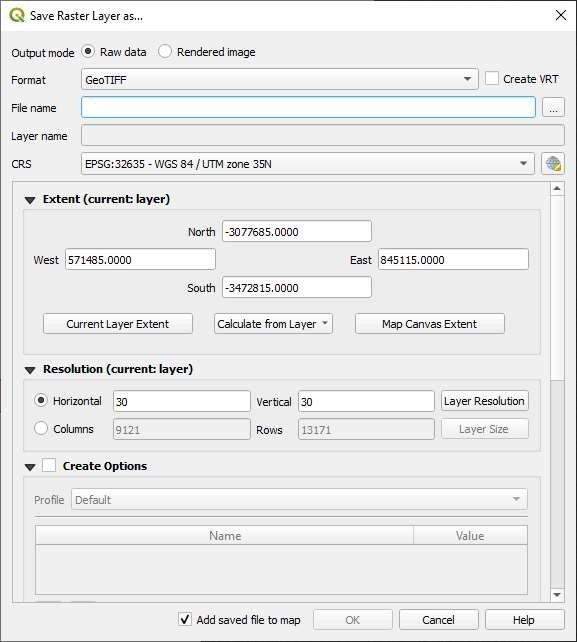 Save Raster Layer as...
Output mode Raw data Rendered image
Format GeoTIFF Create VRT
File name ...
Layer name
CRS EPSG:32635 - WGS 84 / UTM zone 35N
Extent (current: layer)
North -3077685.0000
West 571485.0000 East 845115.0000
South -3472815.0000
Current Layer Extent Calculate from Layer Map Canvas Extent
Resolution (current: layer)
Horizontal 30 Vertical 30 Layer Resolution
Columns 9121 Rows 13171 Layer Size
Create Options
Profile Default
Name Value
Add saved file to map OK Cancel Help